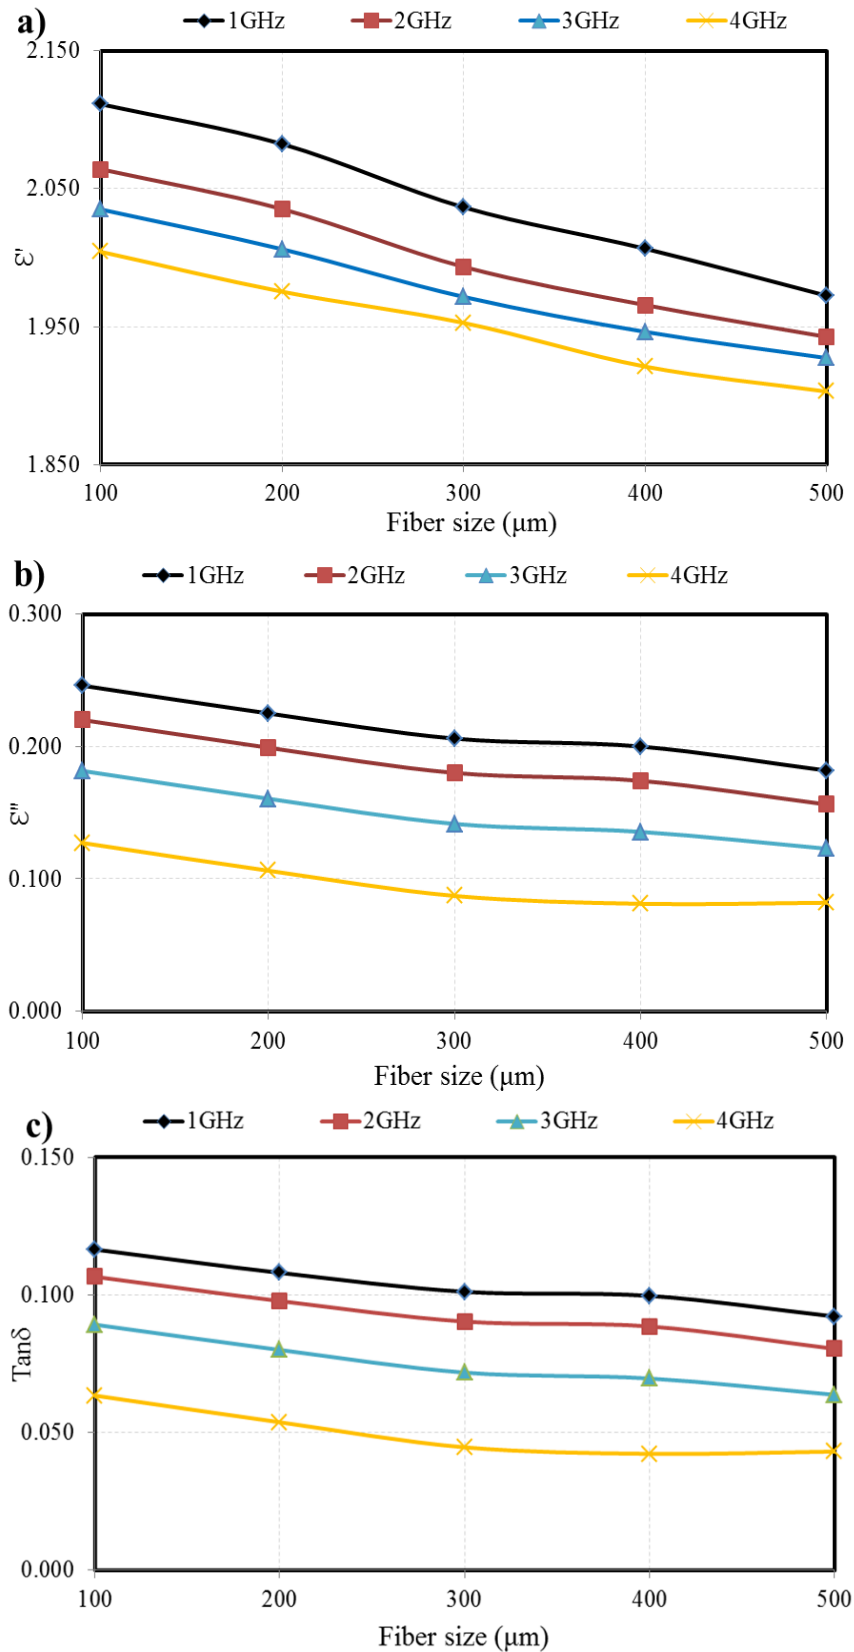 a)
1GHz 2GHz 3GHz 4GHz
2.150
2.050
1.950
1.850
Ɛ'
100 200 300 400 500
Fiber size (μm)
b)
1GHz 2GHz 3GHz 4GHz
0.300
0.200
0.100
0.000
Ɛ"
100 200 300 400 500
Fiber size (μm)
c)
1GHz 2GHz 3GHz 4GHz
0.150
0.100
0.050
0.000
Tanδ
100 200 300 400 500
Fiber size (μm)